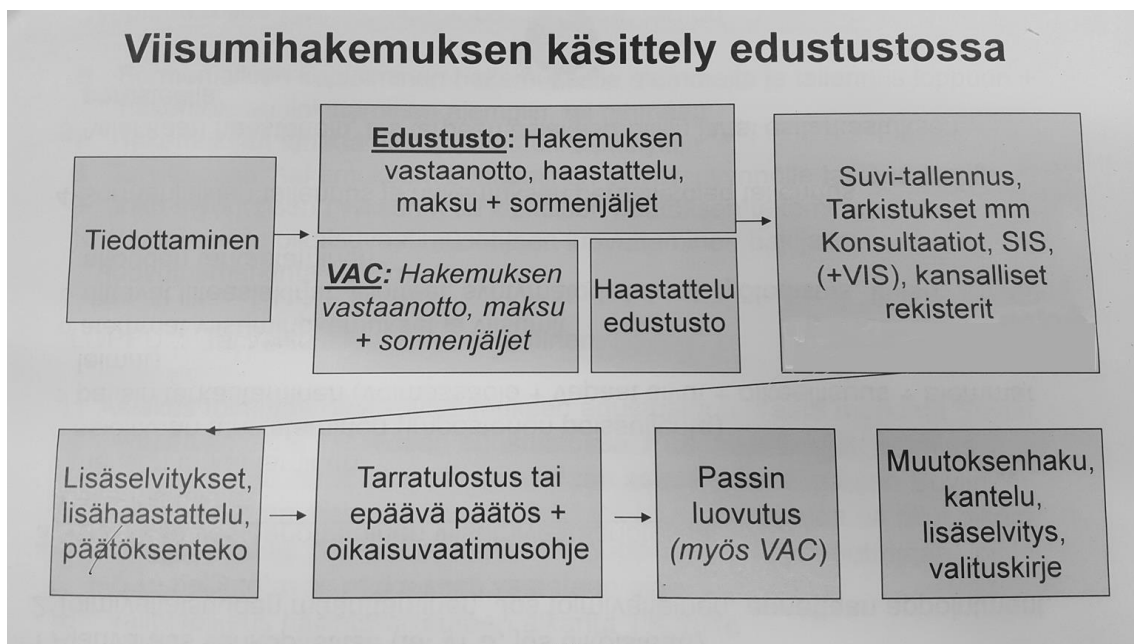 Viisumihakemuksen käsittely edustustossa
Tiedottaminen
Edustusto: Hakemuksen
vastaanotto, haastattelu,
maksu + sormenjäljet
VAC: Hakemuksen
vastaanotto, maksu
+ sormenjäljet
Haastattelu
edustusto
Suvi-tallennus,
Tarkistukset mm
Konsultaatiot, SIS,
(+VIS), kansalliset
rekisterit
Lisäselvitykset,
lisähaastattelu,
päätöksenteko
Tarratulostus tai
epäävä päätös +
oikaisuvaatimusohje
Passin
luovutus
(myös VAC)
Muutoksenhaku,
kantelu,
lisäselvitys,
valituskirje